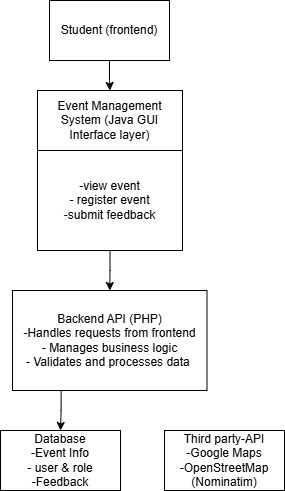 Student (frontend)
Event Management
System (Java GUI
Interface layer)
-view event
- register event
-submit feedback
Backend API (PHP)
-Handles requests from frontend
- Manages business logic
- Validates and processes data
Database
-Event Info
- user & role
-Feedback
Third party-API
-Google Maps
-OpenStreetMap
(Nominatim)